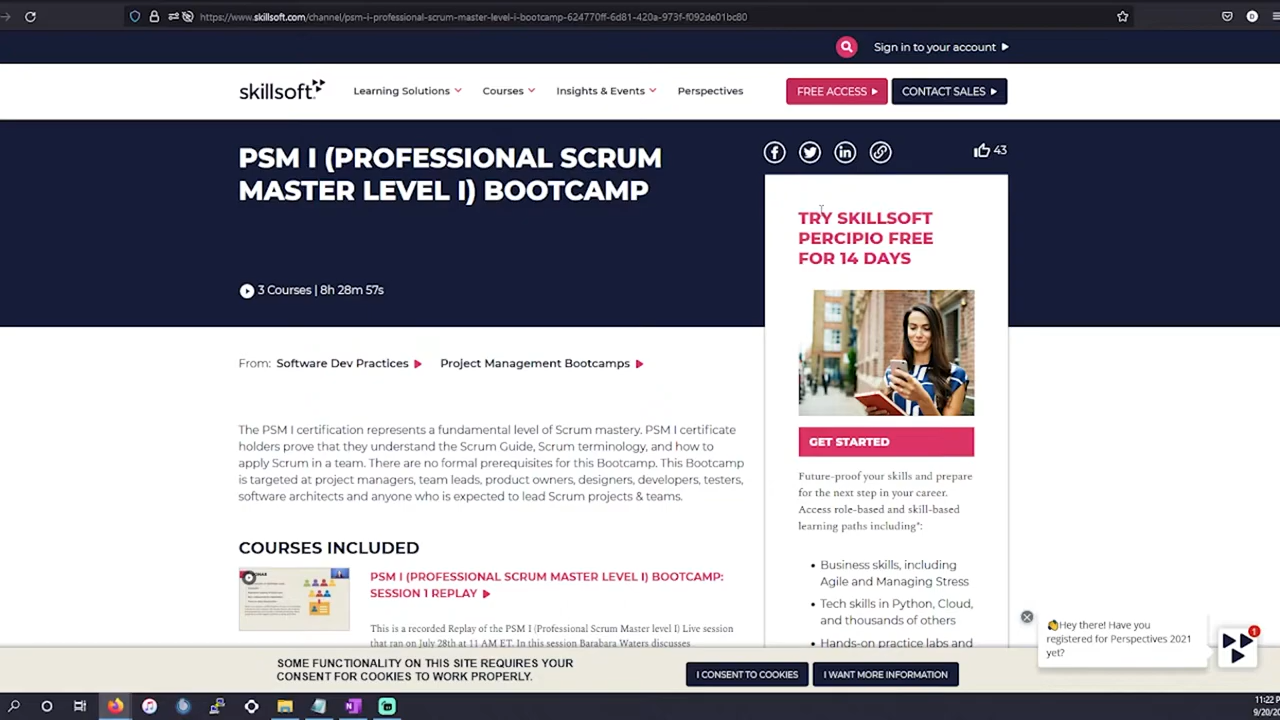 https://www.skillsoft.com/channel/psm-i-professional-scrum-master-level-i-bootcamp-624770ff-6d81-420a-973f-f092de01bc80
Sign in to your account
skillsoft
Learning Solutions
Courses
Insights & Events
Perspectives
FREE ACCESS
CONTACT SALES
PSM I (PROFESSIONAL SCRUM
MASTER LEVEL I) BOOTCAMP
3 Courses | 8h 28m 57s
43
TRY SKILLSOFT
PERCIPIO FREE
FOR 14 DAYS
GET STARTED
Future-proof your skills and prepare
for the next step in your career.
Access role-based and skill-based
learning paths including*:
• Business skills, including
Agile and Managing Stress
• Tech skills in Python, Cloud,
and thousands of others
• Hands-on practice labs and
From: Software Dev Practices Project Management Bootcamps
The PSM I certification represents a fundamental level of Scrum mastery. PSM I certificate
holders prove that they understand the Scrum Guide, Scrum terminology, and how to
apply Scrum in a team. There are no formal prerequisites for this Bootcamp. This Bootcamp
is targeted at project managers, team leads, product owners, designers, developers, testers,
software architects and anyone who is expected to lead Scrum projects & teams.
COURSES INCLUDED
PSM I (PROFESSIONAL SCRUM MASTER LEVEL I) BOOTCAMP:
SESSION 1 REPLAY
This is a recorded Replay of the PSM I (Professional Scrum Master level I) Live session
that ran on July 28th at 11 AM ET. In this session Barabara Waters discusses
Hey there! Have you
registered for Perspectives 2021
yet?
1
SOME FUNCTIONALITY ON THIS SITE REQUIRES YOUR
CONSENT FOR COOKIES TO WORK PROPERLY.
I CONSENT TO COOKIES
I WANT MORE INFORMATION
11:22 P
9/20/20